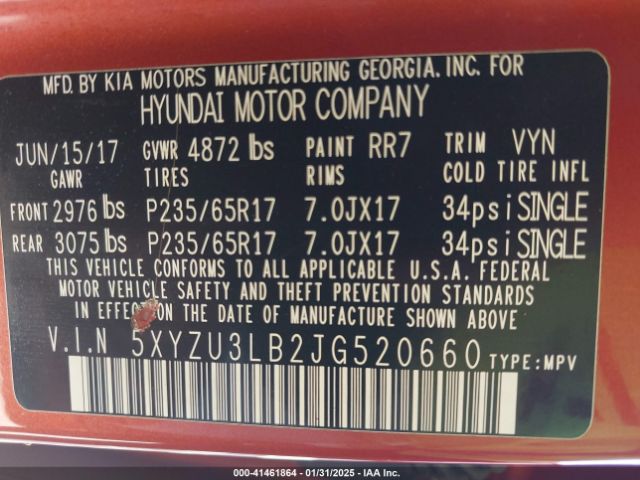 MFD. BY KIA MOTORS MANUFACTURING GEORGIA. INC. FOR
HYUNDAI MOTOR COMPANY
JUN/15/17 GVWR 4872 lbs PAINT RR7 TRIM VYN
GAWR TIRES RIMS COLD TIRE INFL
FRONT 2976 lbs P235/65R17 7.0JX17 34psi SINGLE
REAR 3075 lbs P235/65R17 7.0JX17 34psi SINGLE
THIS VEHICLE CONFORMS TO ALL APPLICABLE U.S.A. FEDERAL
MOTOR VEHICLE SAFETY AND THEFT PREVENTION STANDARDS
IN EFFECT ON THE DATE OF MANUFACTURE SHOWN ABOVE
V.I.N 5XYZU3LB2JG520660 TYPE:MPV
000-41461864 - 01/31/2025 - IAAI.COM